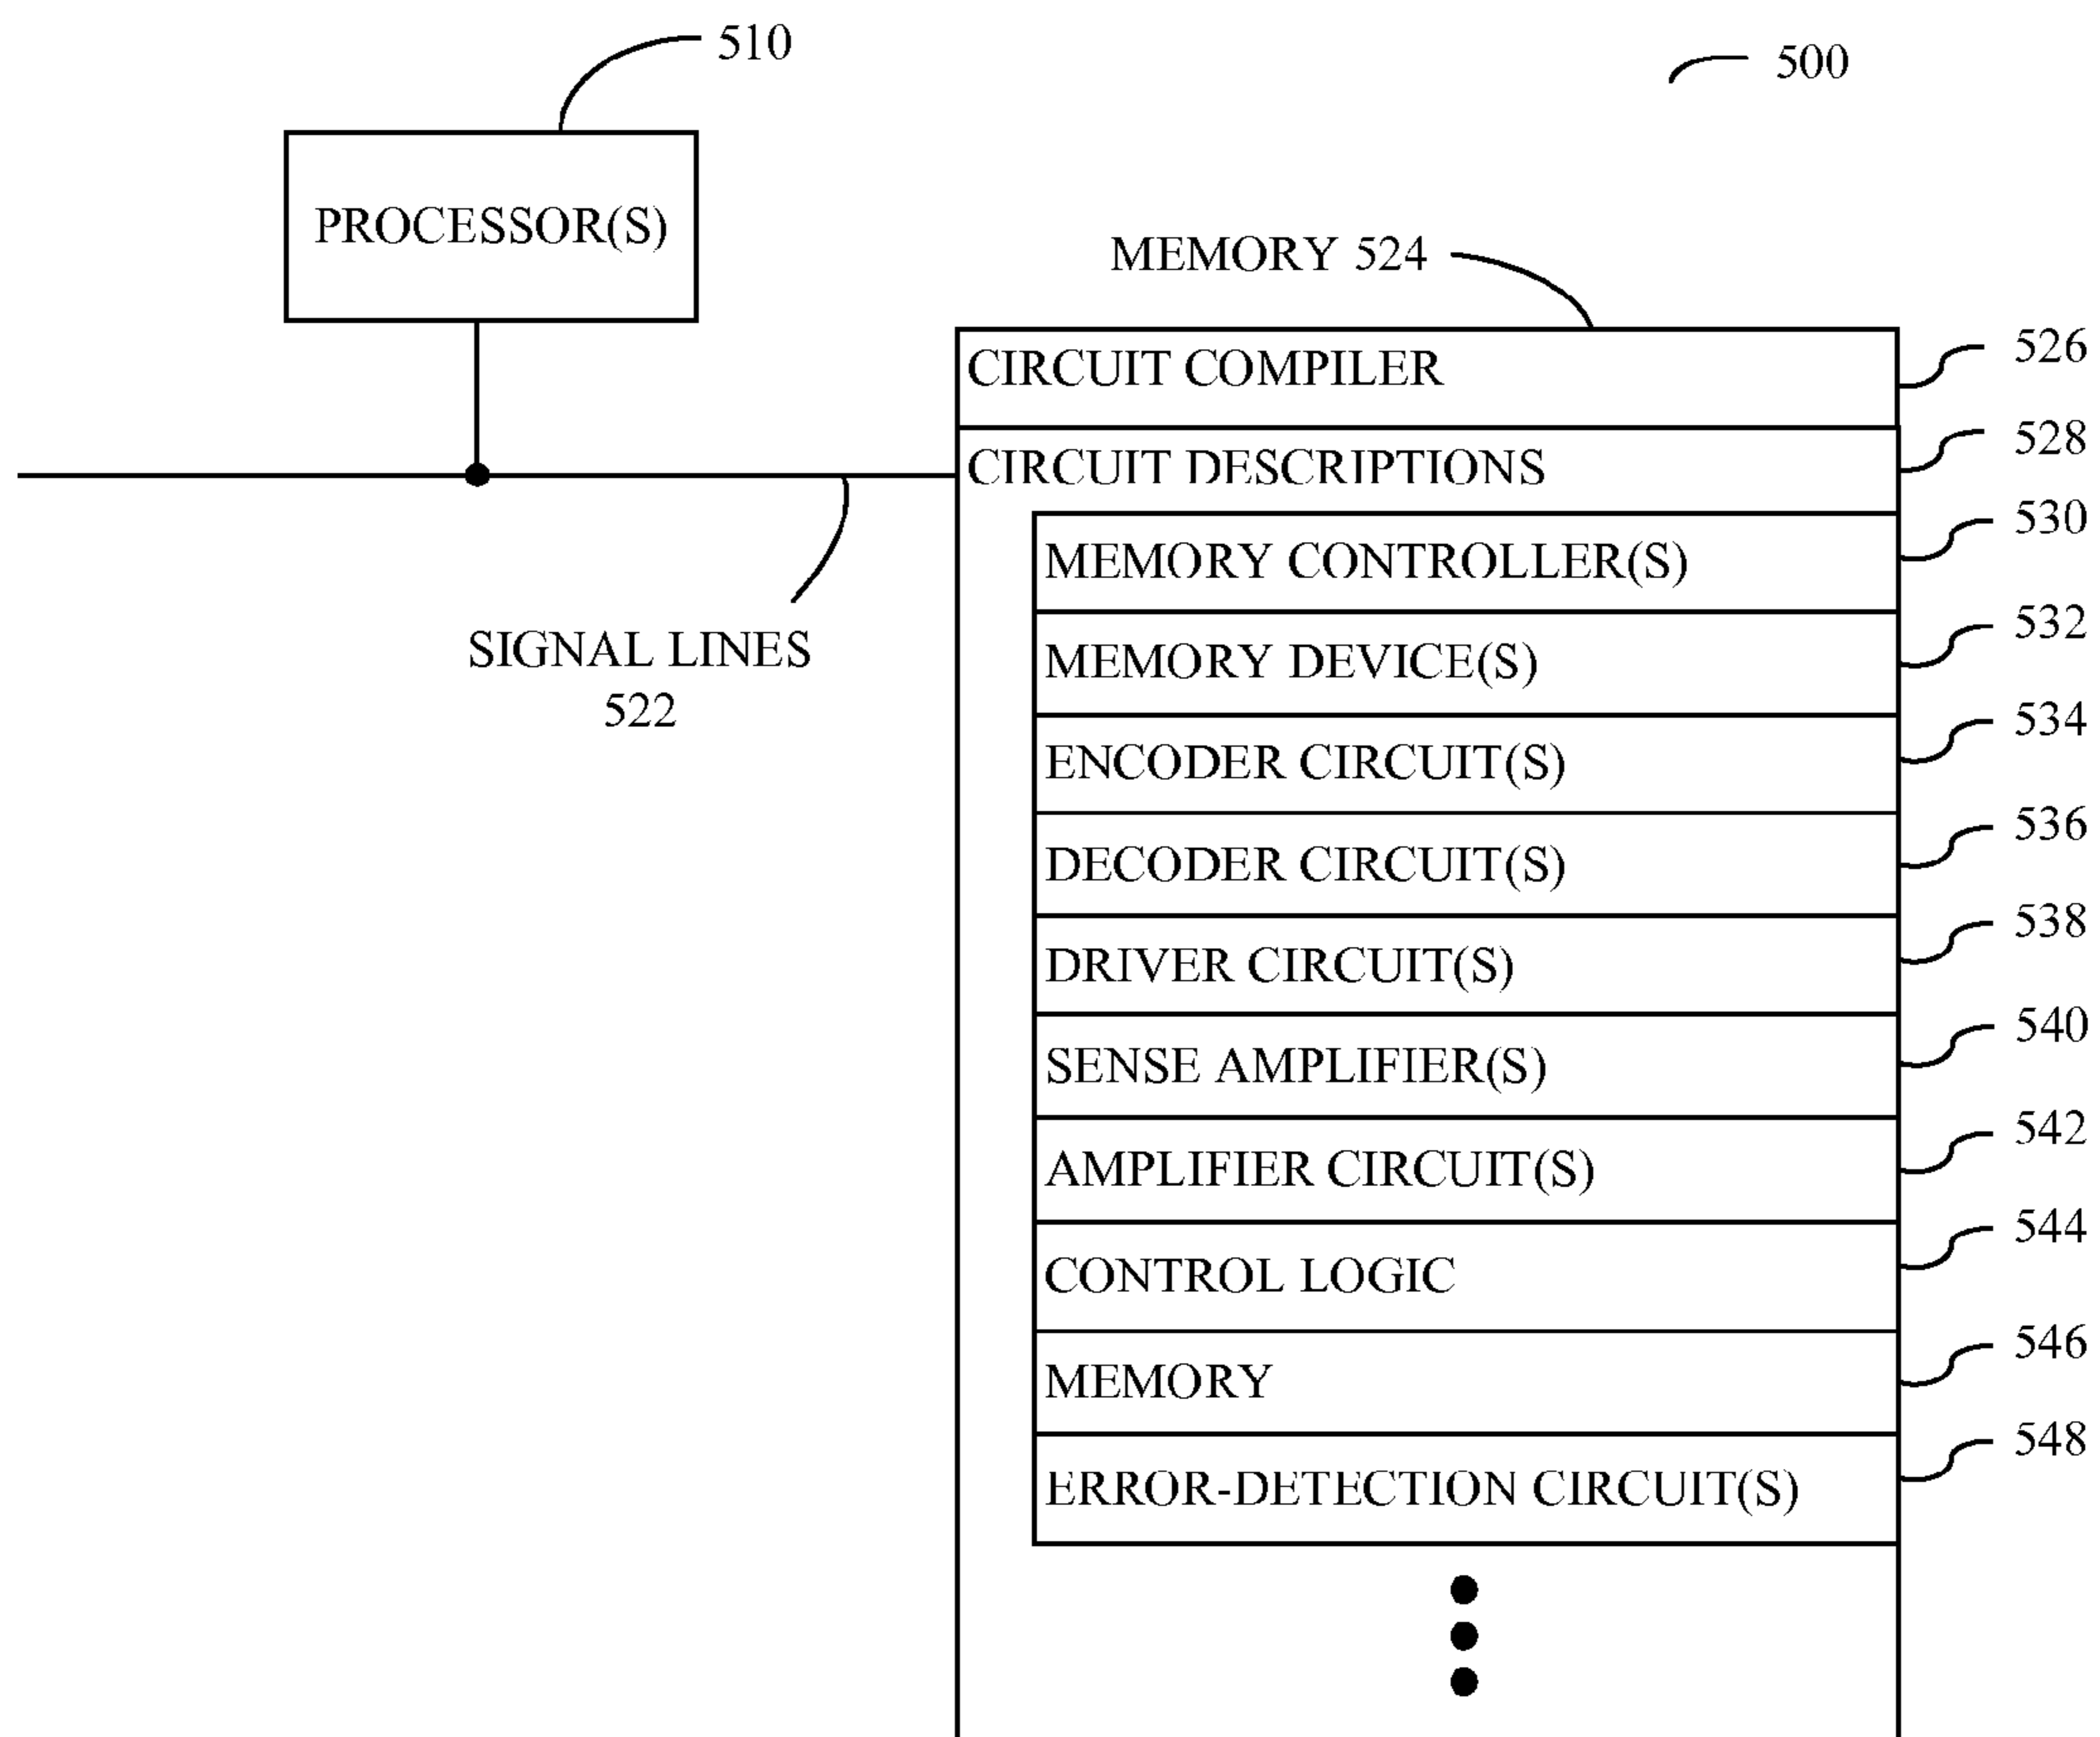 510
500
PROCESSOR(S)
MEMORY 524
CIRCUIT COMPILER
526
CIRCUIT DESCRIPTIONS
528
MEMORY CONTROLLER(S)
530
MEMORY DEVICE(S)
532
SIGNAL LINES
522
ENCODER CIRCUIT(S)
534
DECODER CIRCUIT(S)
536
DRIVER CIRCUIT(S)
538
SENSE AMPLIFIER(S)
540
AMPLIFIER CIRCUIT(S)
542
CONTROL LOGIC
544
MEMORY
546
ERROR-DETECTION CIRCUIT(S)
548